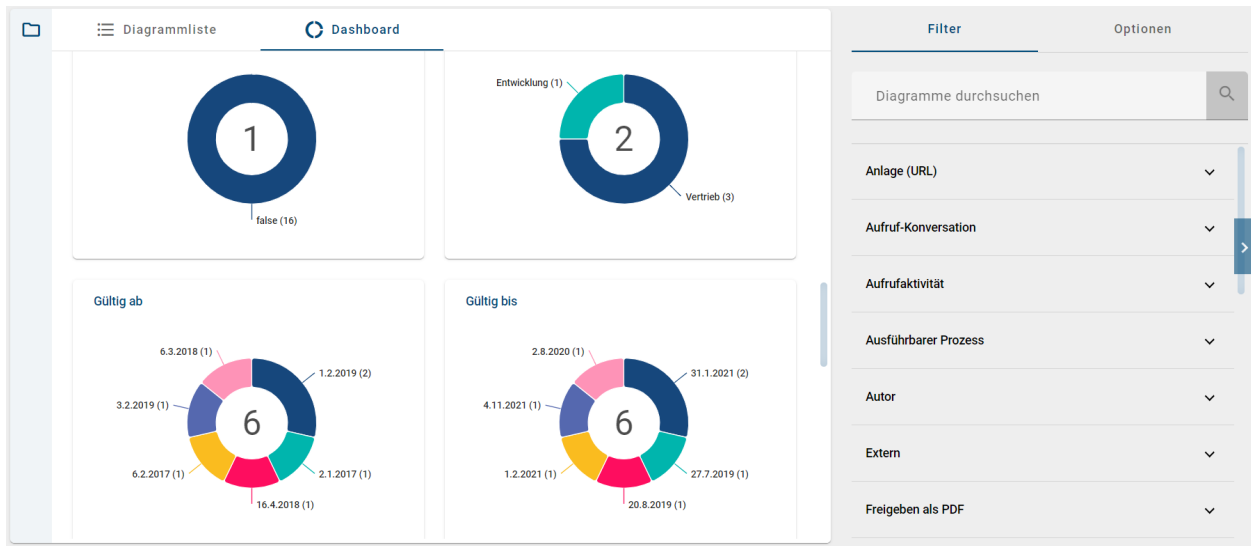 Diagrammliste
Dashboard
Filter
Optionen
Diagramme durchsuchen
1
false (16)
Entwicklung (1)
2
Vertrieb (3)
Gültig ab
6.3.2018 (1)
1.2.2019 (2)
3.2.2019 (1)
6
6.2.2017 (1)
2.1.2017 (1)
16.4.2018 (1)
Gültig bis
2.8.2020 (1)
31.1.2021 (2)
4.11.2021 (1)
6
1.2.2021 (1)
27.7.2019 (1)
20.8.2019 (1)
Anlage (URL)
Aufruf-Konversation
Aufrufaktivität
Ausführbarer Prozess
Autor
Extern
Freigeben als PDF